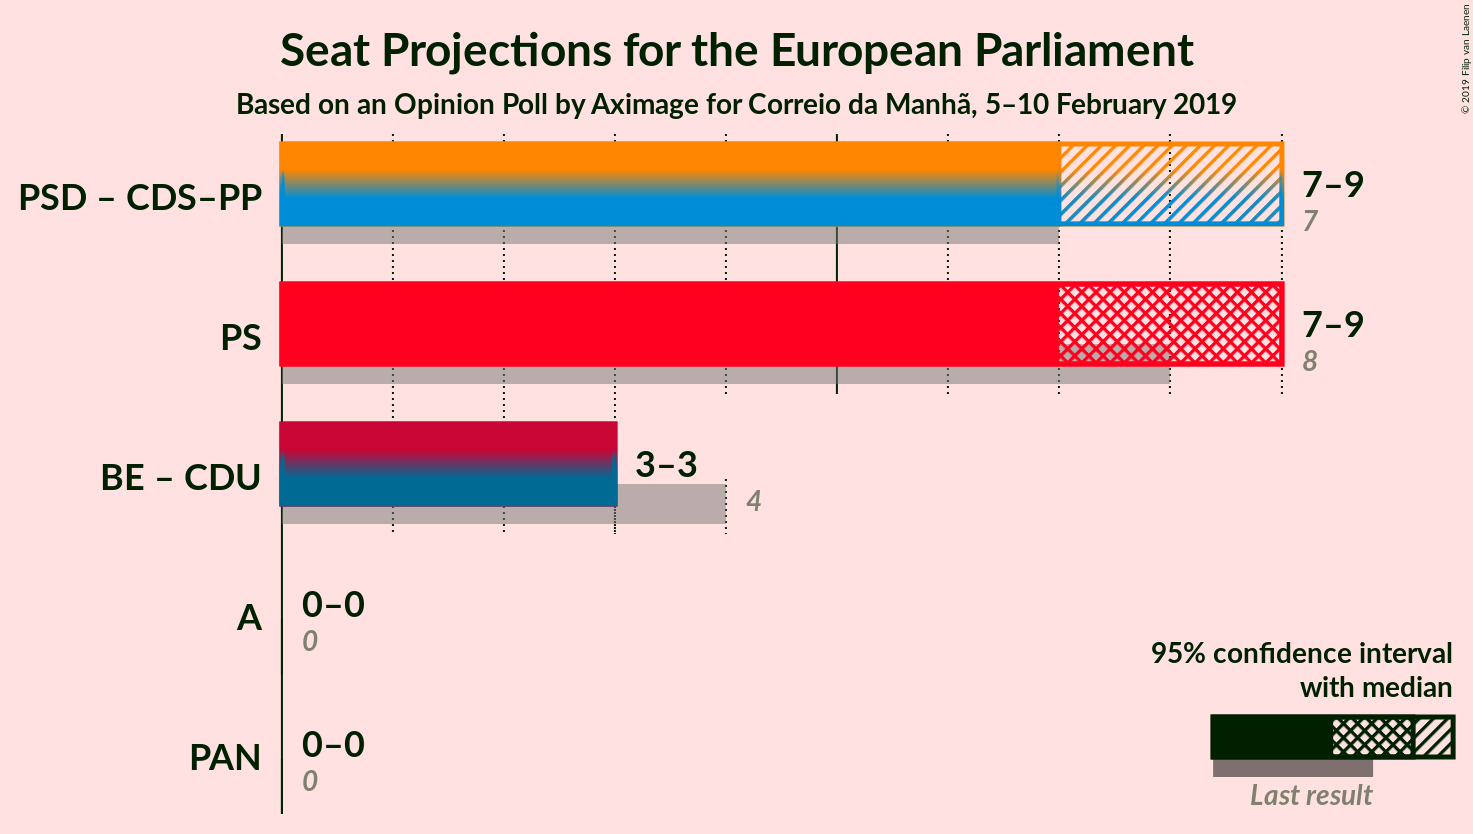 Seat Projections for the European Parliament
Based on an Opinion Poll by Aximage for Correio da Manhã, 5–10 February 2019
© 2019 Filip van Laenen
PSD – CDS–PP
7–9
7
PS
7–9
8
BE – CDU
3–3
4
A
0–0
0
PAN
0–0
0
95% confidence interval
with median
Last result